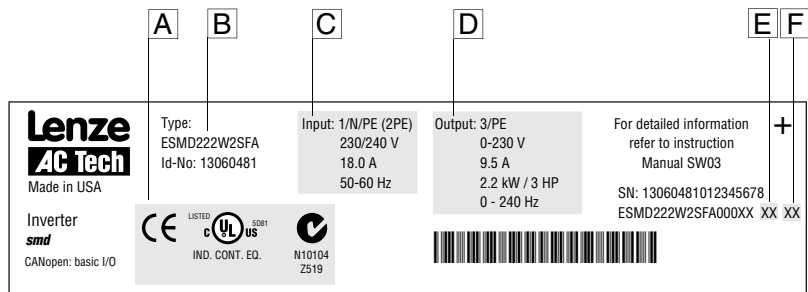 A B C D E F
Lenze
AC Tech
Made in USA
Inverter
smd
CANopen: basic I/O
Type:
ESMD222W2SFA
Id-No: 13060481
CE
LISTED
C UL US
5D81
IND. CONT. EQ.
N10104
Z519
Input: 1/N/PE (2PE)
230/240 V
18.0 A
50-60 Hz
Output: 3/PE
0-230 V
9.5 A
2.2 kW / 3 HP
0 - 240 Hz
For detailed information
refer to instruction
Manual SW03
+
SN: 13060481012345678
ESMD222W2SFA000XX XX XX